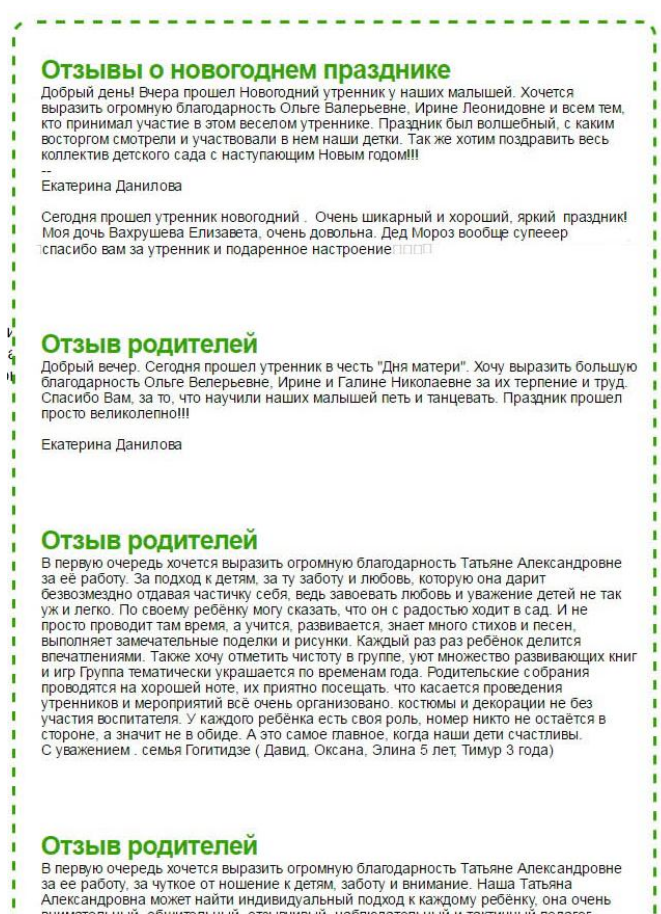 Отзывы о новогоднем празднике
Добрый день! Вчера прошел Новогодний утренник у наших малышей. Хочется
выразить огромную благодарность Ольге Валерьевне, Ирине Леонидовне и всем тем,
кто принимал участие в этом веселом утреннике. Праздник был волшебный, с каким
восторгом смотрели и участвовали в нем наши детки. Так же хотим поздравить весь
коллектив детского сада с наступающим Новым годом!!!
--
Екатерина Данилова
Сегодня прошел утренник новогодний . Очень шикарный и хороший, яркий праздник!
Моя дочь Вахрушева Елизавета, очень довольна. Дед Мороз вообще супееер
спасибо вам за утренник и подаренное настроение
Отзыв родителей
Добрый вечер. Сегодня прошел утренник в честь "Дня матери". Хочу выразить большую
благодарность Ольге Велерьевне, Ирине и Галине Николаевне за их терпение и труд.
Спасибо Вам, за то, что научили наших малышей петь и танцевать. Праздник прошел
просто великолепно!!!
Екатерина Данилова
Отзыв родителей
В первую очередь хочется выразить огромную благодарность Татьяне Александровне
за её работу. За подход к детям, за ту заботу и любовь, которую она дарит
безвозмездно отдавая частичку себя, ведь завоевать любовь и уважение детей не так
уж и легко. По своему ребёнку могу сказать, что он с радостью ходит в сад. И не
просто проводит там время, а учится, развивается, знает много стихов и песен,
выполняет замечательные поделки и рисунки. Каждый раз раз ребёнок делится
впечатлениями. Также хочу отметить чистоту в группе, уют множество развивающих книг
и игр Группа тематически украшается по временам года. Родительские собрания
проводятся на хорошей ноте, их приятно посещать. что касается проведения
утренников и мероприятий всё очень организовано. костюмы и декорации не без
участия воспитателя. У каждого ребёнка есть своя роль, номер никто не остаётся в
стороне, а значит не в обиде. А это самое главное, когда наши дети счастливы.
С уважением . семья Гогитидзе ( Давид, Оксана, Элина 5 лет, Тимур 3 года)
Отзыв родителей
В первую очередь хочется выразить огромную благодарность Татьяне Александровне
за ее работу, за чуткое от ношение к детям, заботу и внимание. Наша Татьяна
Александровна может найти индивидуальный подход к каждому ребёнку, она очень
внимательный, общительный, отзывчивый, наблюдательный и тактичный педагог